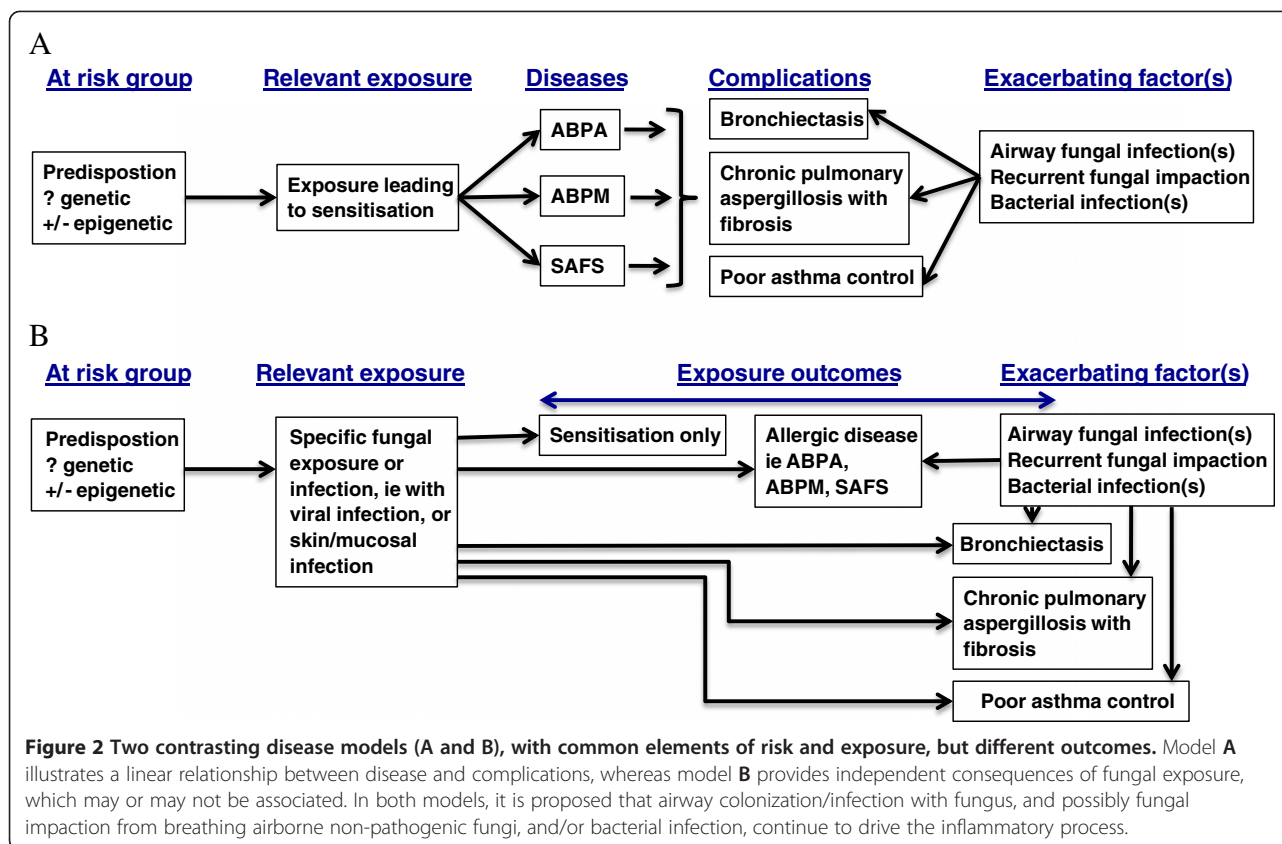 A
At risk group
Relevant exposure
Diseases
Complications
Exacerbating factor(s)
Predispostion
? genetic
+/- epigenetic
Exposure leading
to sensitisation
ABPA
ABPM
SAFS
Bronchiectasis
Chronic pulmonary
aspergillosis with
fibrosis
Poor asthma control
Airway fungal infection(s)
Recurrent fungal impaction
Bacterial infection(s)
B
At risk group
Relevant exposure
Exposure outcomes
Exacerbating factor(s)
Predispostion
? genetic
+/- epigenetic
Specific fungal
exposure or
infection, ie with
viral infection, or
skin/mucosal
infection
Sensitisation only
Allergic disease
ie ABPA,
ABPM, SAFS
Airway fungal infection(s)
Recurrent fungal impaction
Bacterial infection(s)
Bronchiectasis
Chronic pulmonary
aspergillosis with
fibrosis
Poor asthma control
Figure 2 Two contrasting disease models (A and B), with common elements of risk and exposure, but different outcomes. Model A
illustrates a linear relationship between disease and complications, whereas model B provides independent consequences of fungal exposure,
which may or may not be associated. In both models, it is proposed that airway colonization/infection with fungus, and possibly fungal
impaction from breathing airborne non-pathogenic fungi, and/or bacterial infection, continue to drive the inflammatory process.